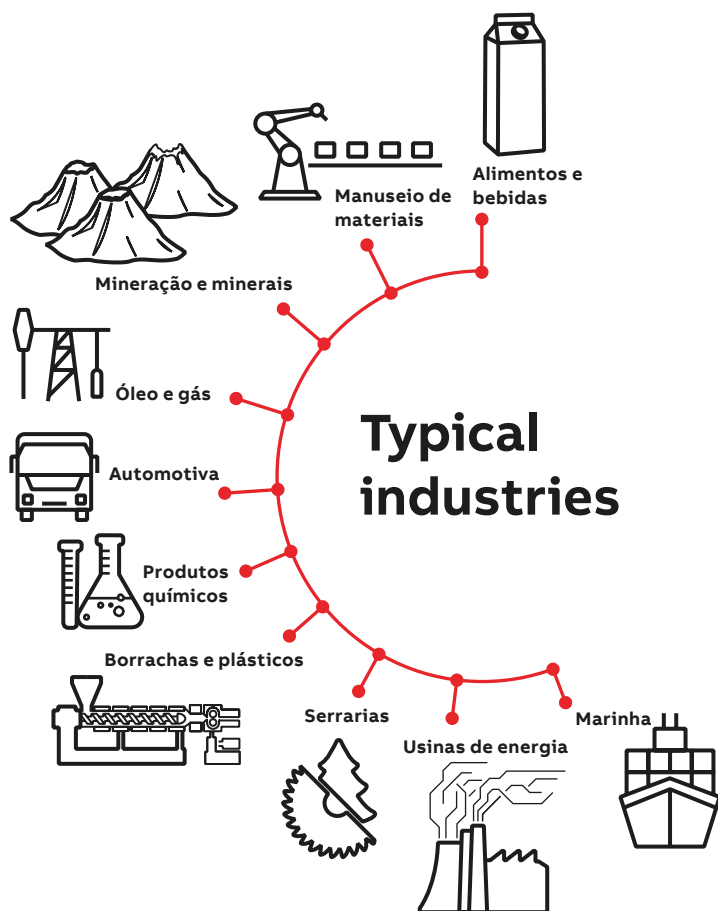 Alimentos e
bebidas
Manuseio de
materiais
Mineração e minerais
Óleo e gás
Automotiva
Produtos
químicos
Borrachas e plásticos
Serrarias
Usinas de energia
Marinha
Typical
industries